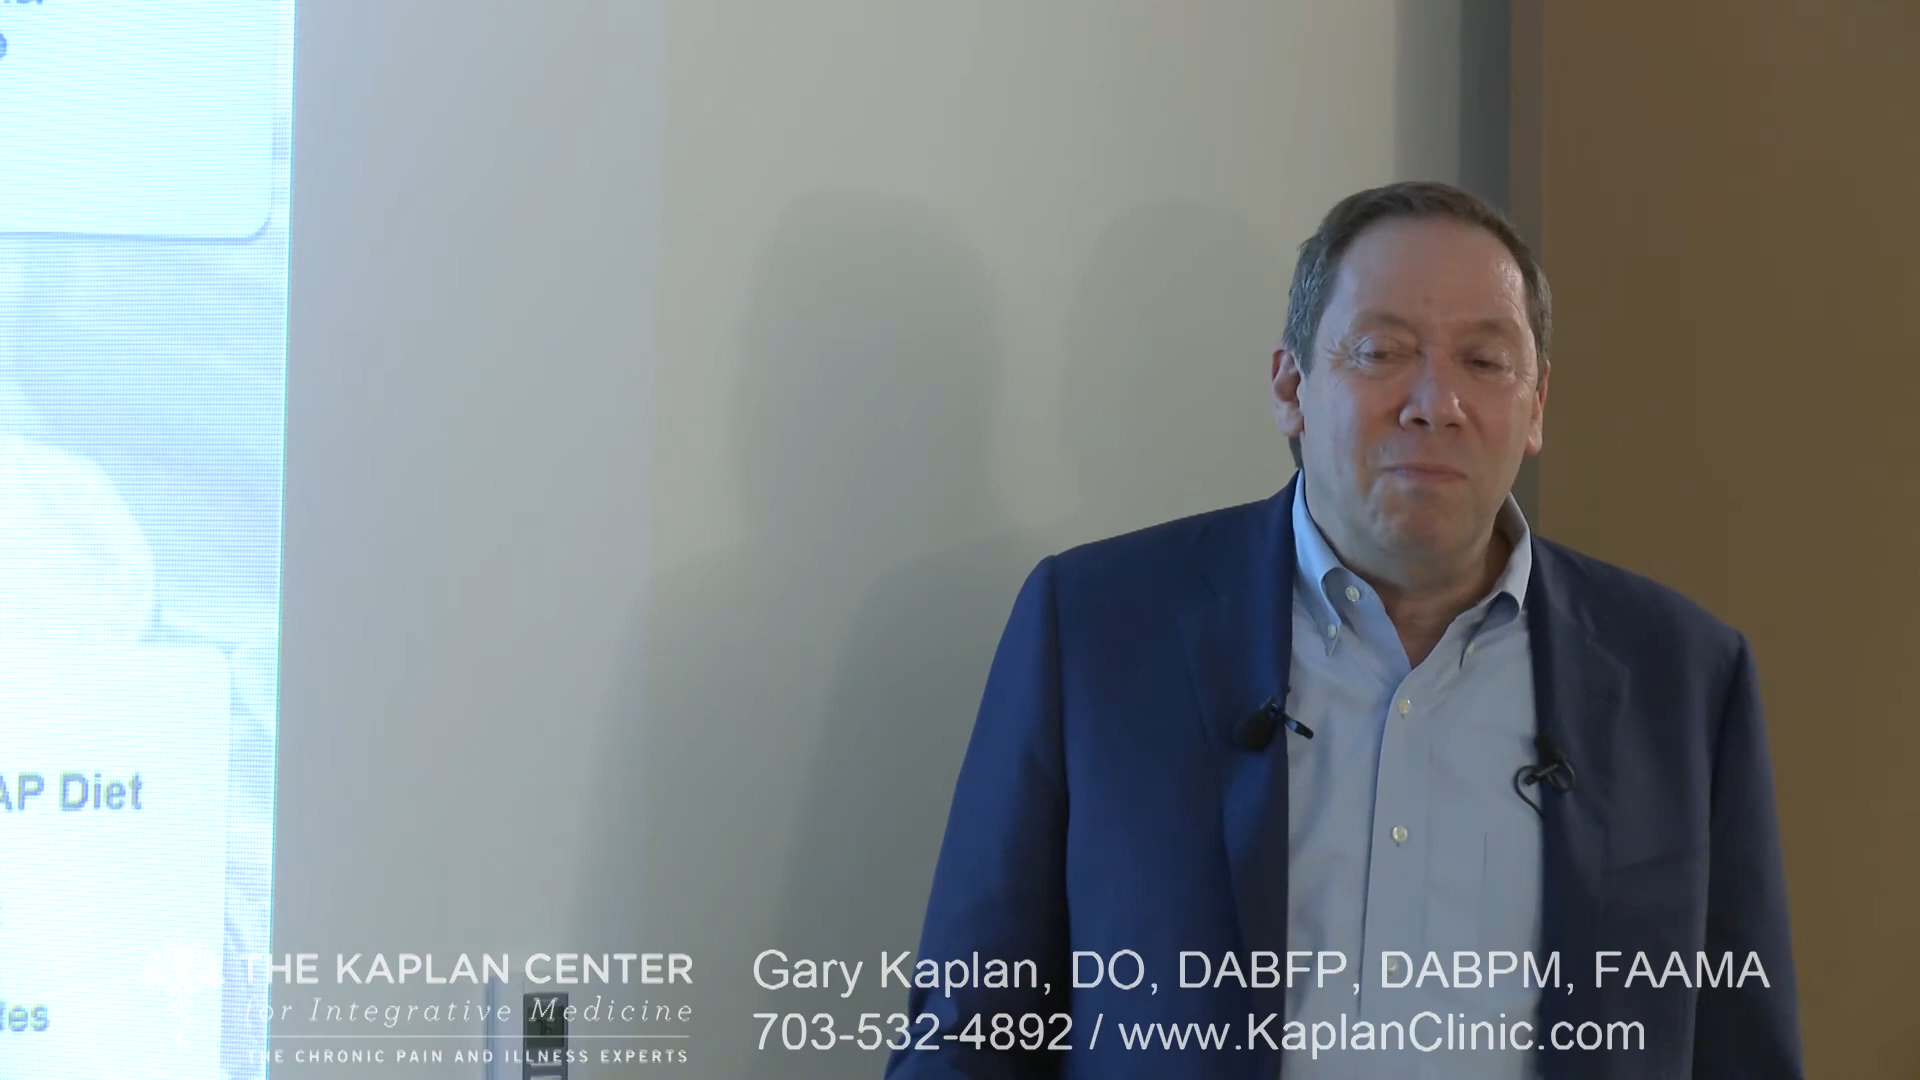 AP Diet
THE KAPLAN CENTER
for Integrative Medicine
THE CHRONIC PAIN AND ILLNESS EXPERTS
Gary Kaplan, DO, DABFP, DABPM, FAAMA
703-532-4892 / www.KaplanClinic.com